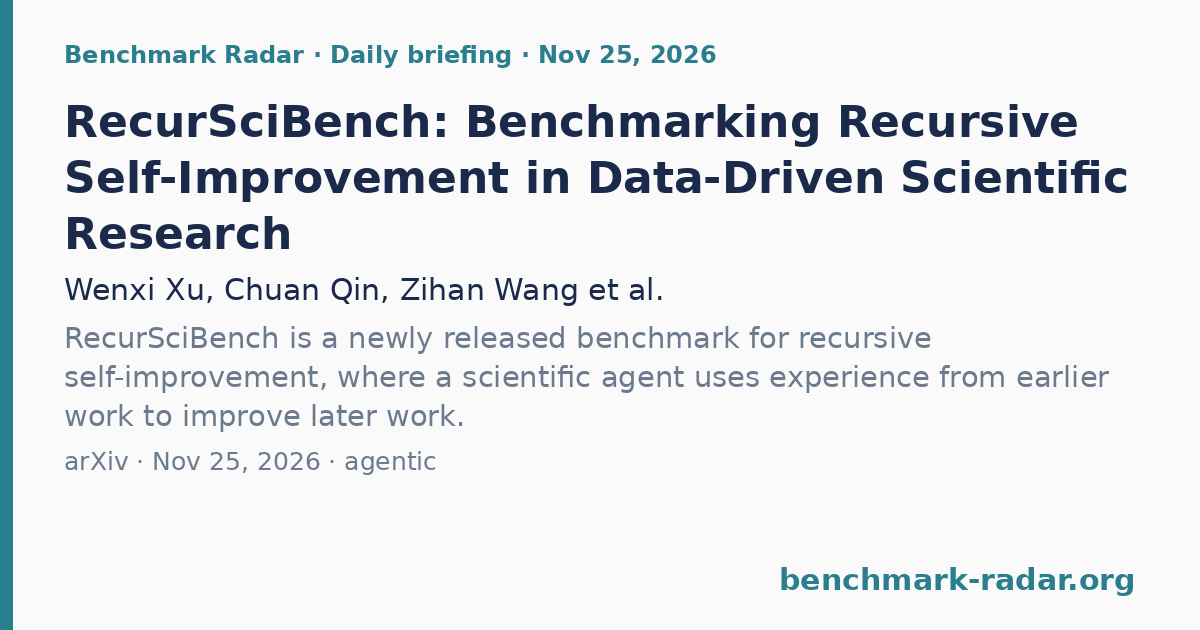 Benchmark Radar · Daily briefing · Nov 25, 2026
RecurSciBench: Benchmarking Recursive
Self-Improvement in Data-Driven Scientific
Research
Wenxi Xu, Chuan Qin, Zihan Wang et al.
RecurSciBench is a newly released benchmark for recursive
self-improvement, where a scientific agent uses experience from earlier
work to improve later work.
arXiv · Nov 25, 2026 · agentic
benchmark-radar.org